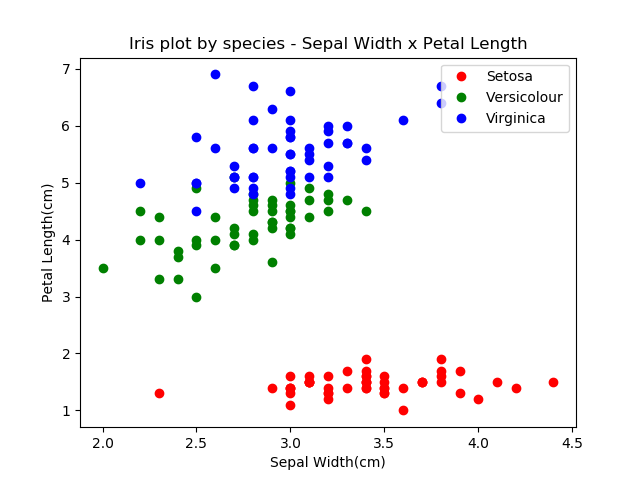 Iris plot by species - Sepal Width x Petal Length
Setosa
Versicolour
Virginica
7
6
5
4
3
2
1
Petal Length(cm)
2.0 2.5 3.0 3.5 4.0 4.5
Sepal Width(cm)